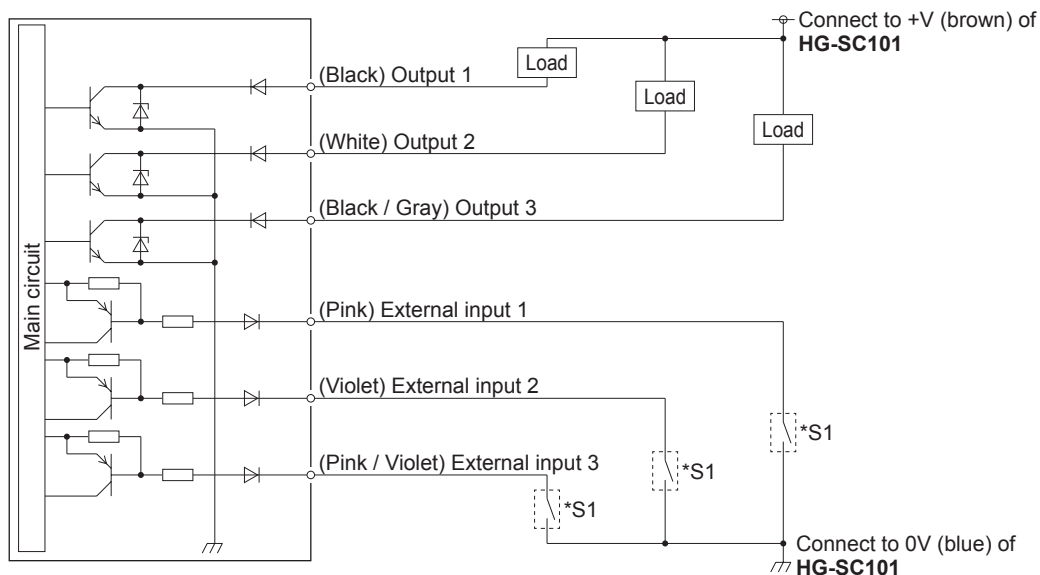 Connect to +V (brown) of
HG-SC101
(Black) Output 1
Load
Load
Load
(White) Output 2
(Black / Gray) Output 3
Main circuit
(Pink) External input 1
(Violet) External input 2
(Pink / Violet) External input 3
*S1
*S1
*S1
Connect to 0V (blue) of
HG-SC101